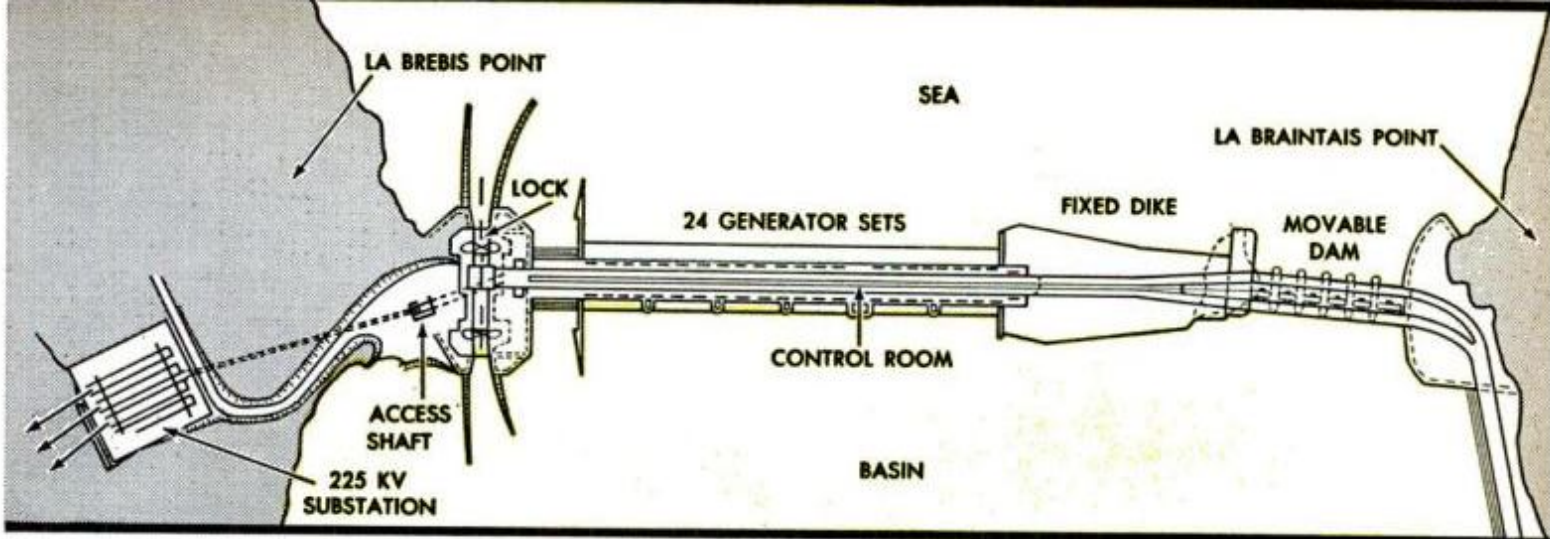 LA BREBIS POINT
SEA
LA BRAINTAIS POINT
LOCK
24 GENERATOR SETS
FIXED DIKE
MOVABLE
DAM
CONTROL ROOM
ACCESS
SHAFT
225 KV
SUBSTATION
BASIN